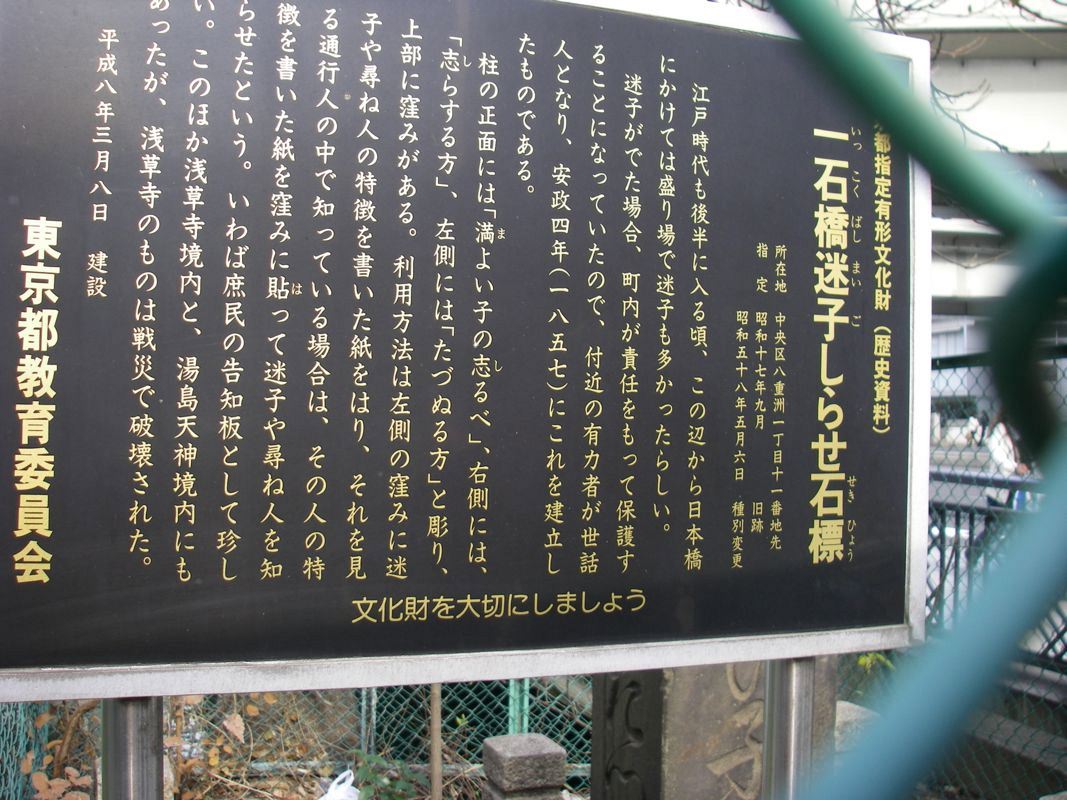 都指定有形文化財（歴史資料）
一石橋迷子しらせ石標
いっこくばしまいご
せきひょう
所在地　中央区八重洲一丁目十一番地先
指　定　昭和十七年九月　旧跡
昭和五十八年五月六日　種別変更
江戸時代も後半に入る頃、この辺から日本橋
にかけては盛り場で迷子も多かったらしい。
迷子がでた場合、町内が責任をもって保護す
ることになっていたので、付近の有力者が世話
人となり、安政四年（一八五七）にこれを建立し
たものである。
柱の正面には「満よい子の志るべ」、右側には、
ま
し
「志らする方」、左側には「たづぬる方」と彫り、
し
上部に窪みがある。利用方法は左側の窪みに迷
子や尋ね人の特徴を書いた紙をはり、それを見
る通行人の中で知っている場合は、その人の特
徴を書いた紙を窪みに貼って迷子や尋ね人を知
は
らせたという。いわば庶民の告知板として珍し
い。このほか浅草寺境内と、湯島天神境内にも
あったが、浅草寺のものは戦災で破壊された。
平成八年三月八日　建設
東京都教育委員会
文化財を大切にしましょう